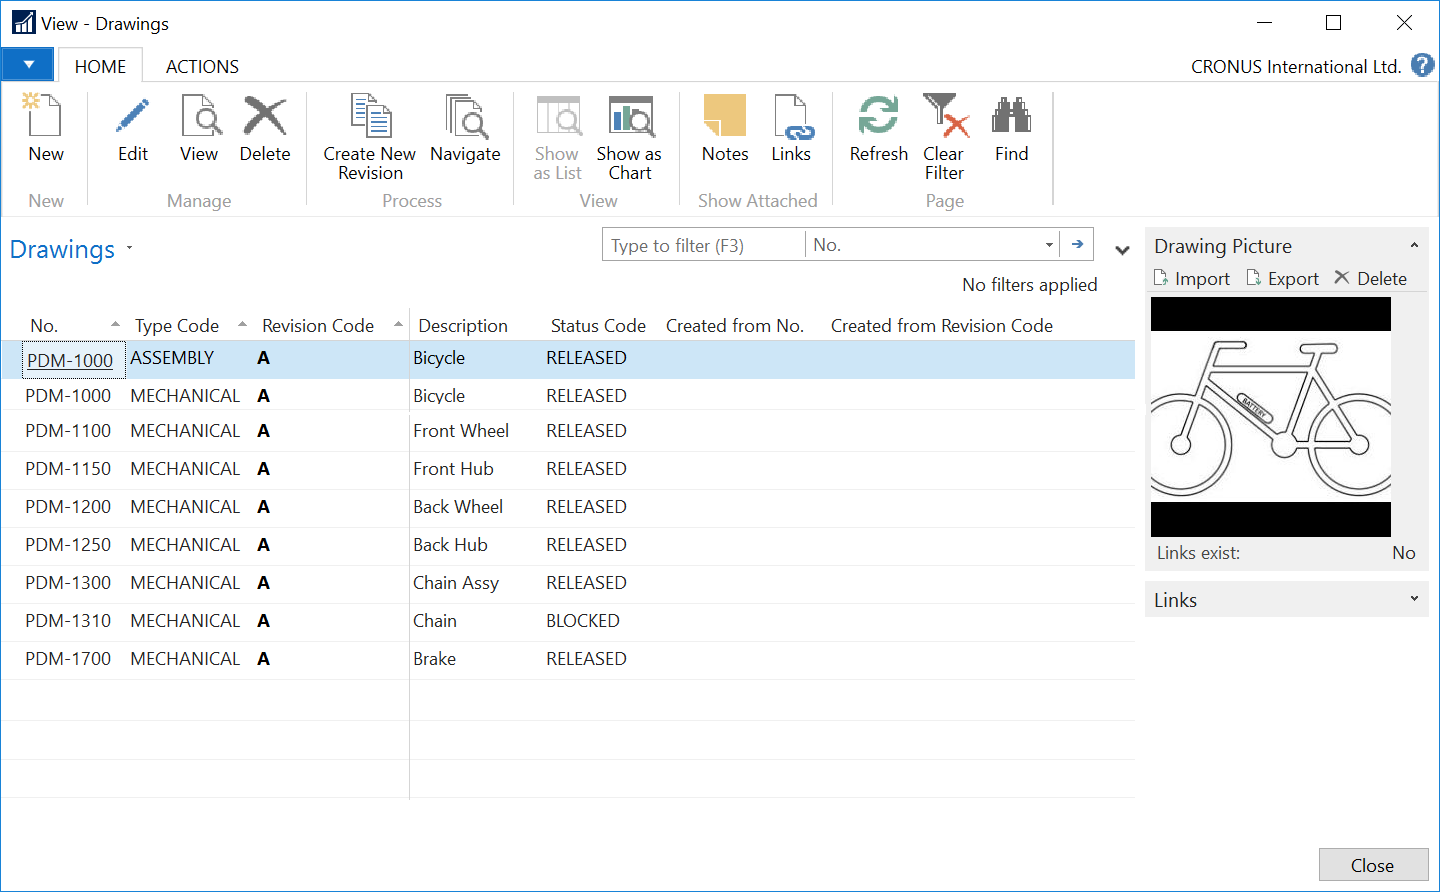 View - Drawings
HOME ACTIONS CRONUS International Ltd. ?
New Edit View Delete Create New Revision Navigate Show as List Show as Chart Notes Links Refresh Clear Filter Find
New Manage Process View Show Attached Page
Drawings Type to filter (F3) No.
No filters applied
No. Type Code Revision Code Description Status Code Created from No. Created from Revision Code
PDM-1000 ASSEMBLY A Bicycle RELEASED
PDM-1000 MECHANICAL A Bicycle RELEASED
PDM-1100 MECHANICAL A Front Wheel RELEASED
PDM-1150 MECHANICAL A Front Hub RELEASED
PDM-1200 MECHANICAL A Back Wheel RELEASED
PDM-1250 MECHANICAL A Back Hub RELEASED
PDM-1300 MECHANICAL A Chain Assy RELEASED
PDM-1310 MECHANICAL A Chain BLOCKED
PDM-1700 MECHANICAL A Brake RELEASED
Drawing Picture
Import Export Delete
BATTERY
Links exist: No
Links
Close